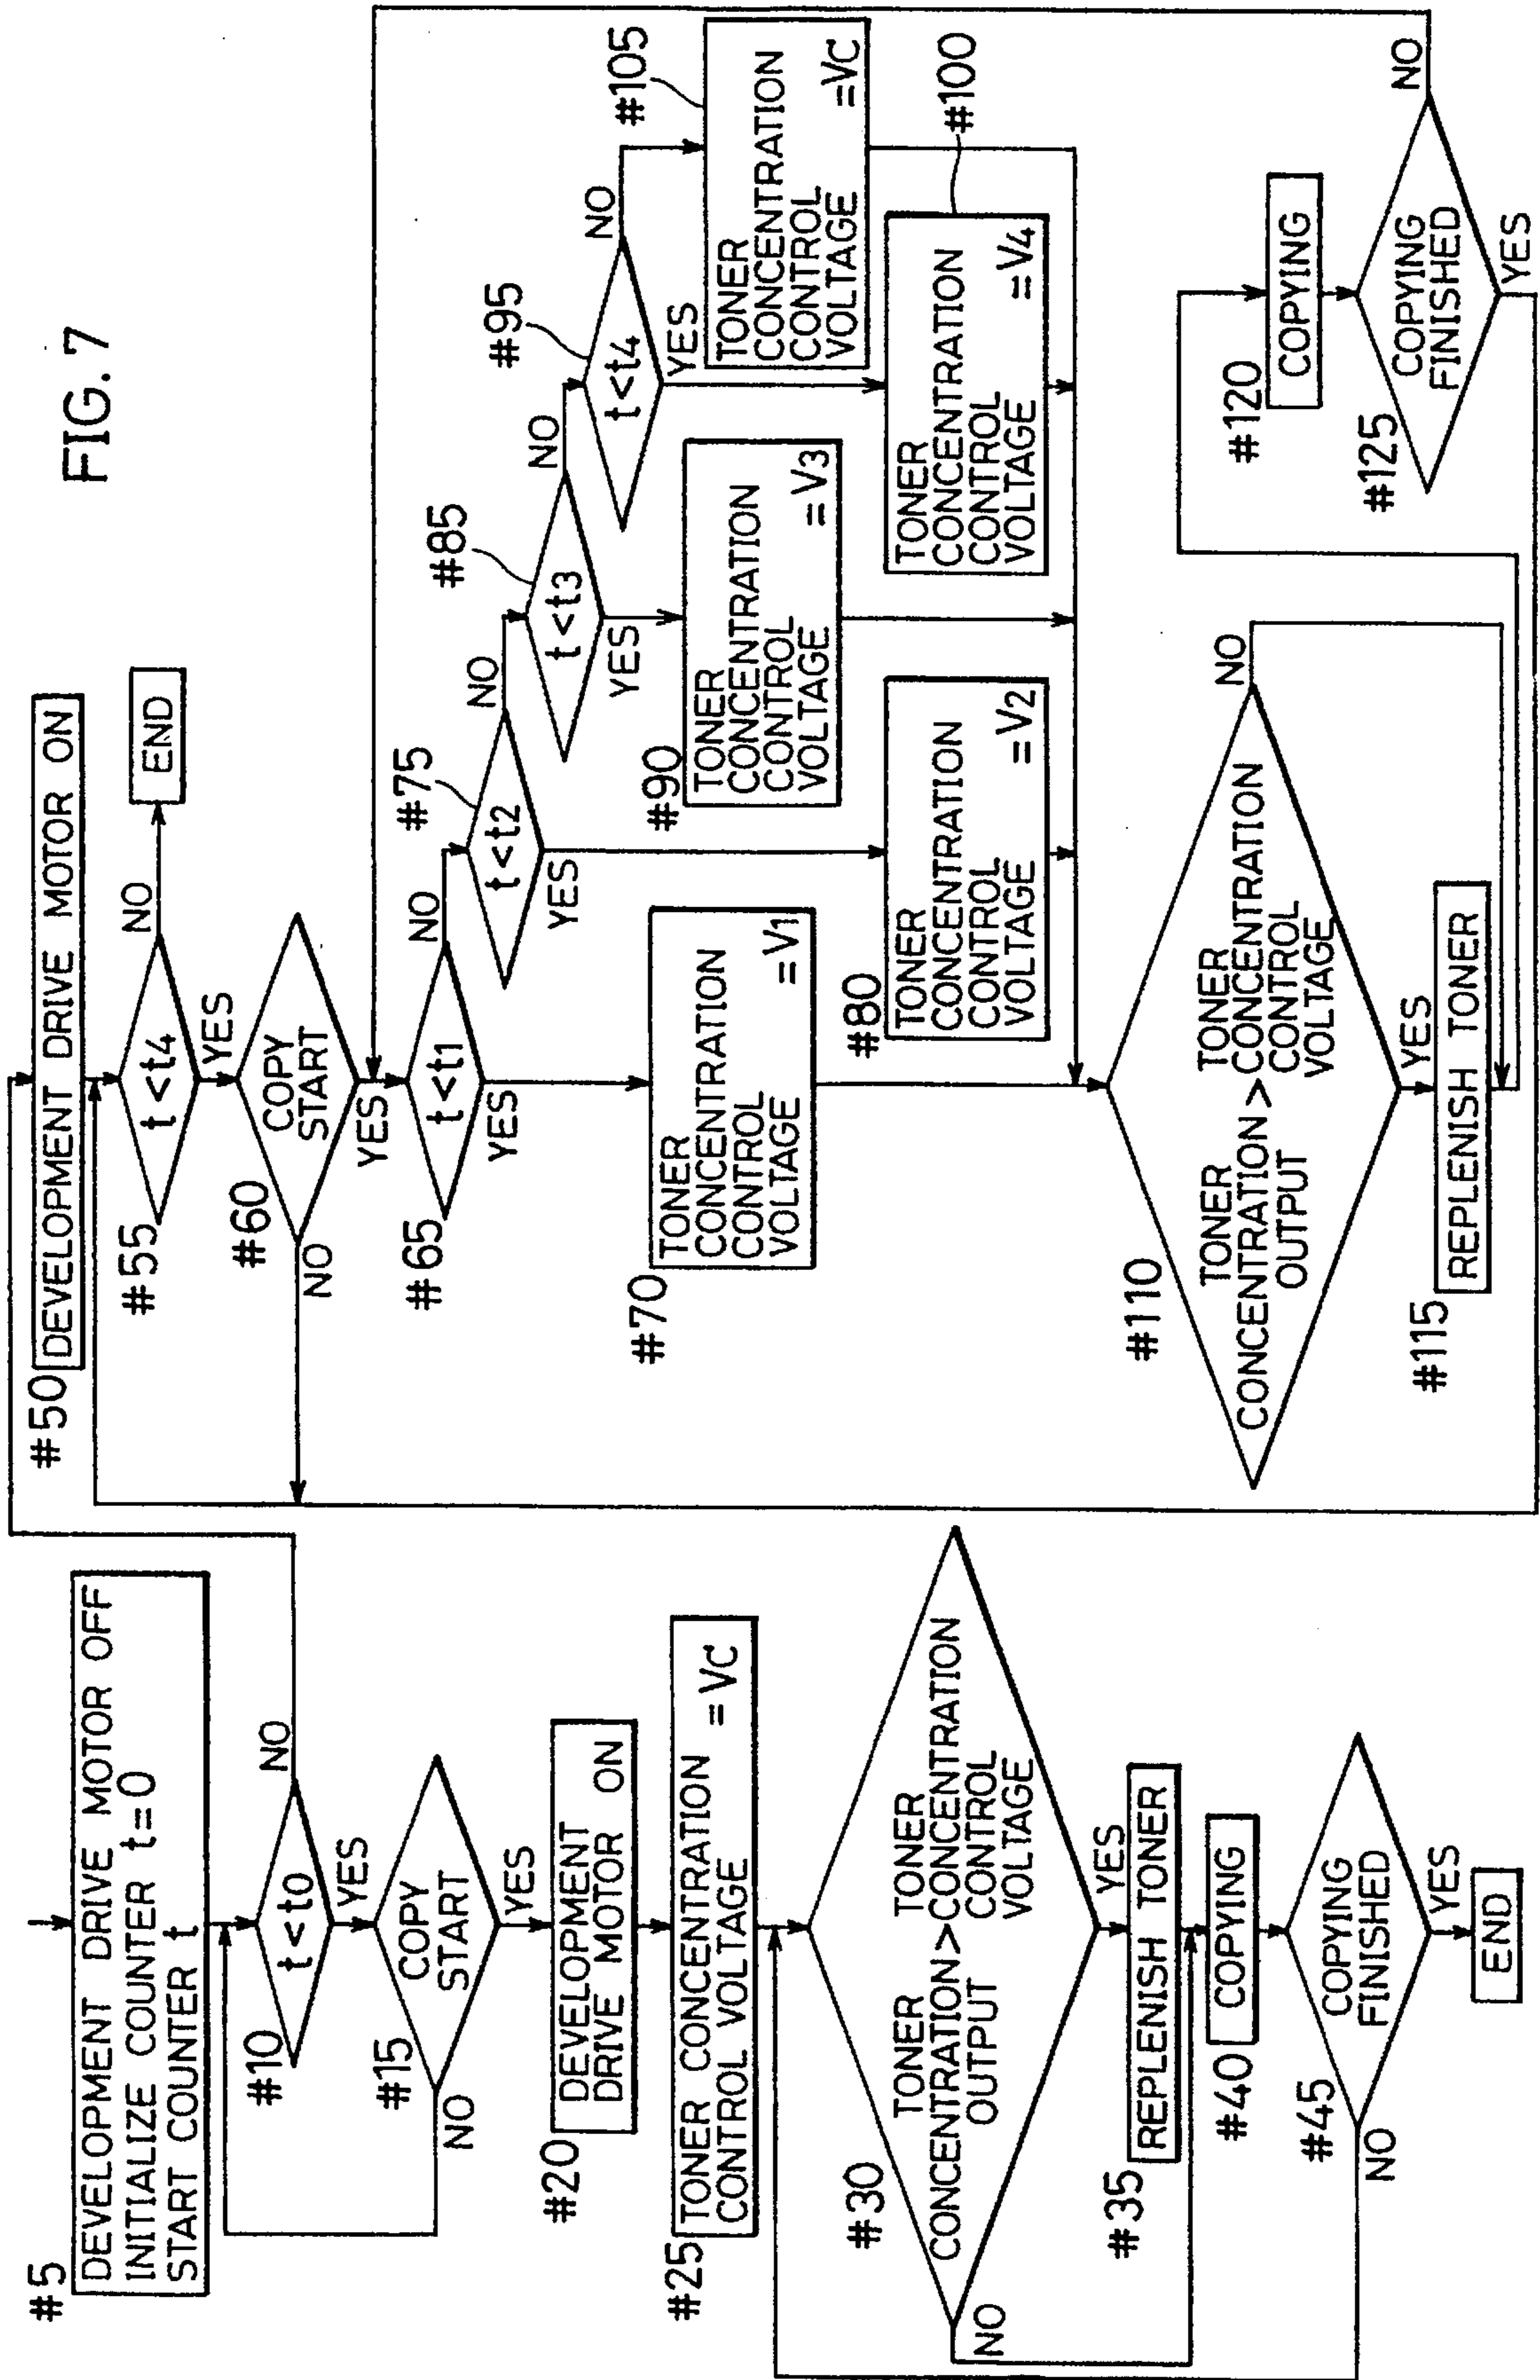 FIG. 7
#5
DEVELOPMENT DRIVE MOTOR OFF
INITIALIZE COUNTER t=0
START COUNTER t
#10
t<t0
NO
YES
#15
COPY
START
NO
YES
#20
DEVELOPMENT
DRIVE MOTOR ON
#25
TONER CONCENTRATION
CONTROL VOLTAGE =VC
#30
TONER
CONCENTRATION
OUTPUT
>
TONER
CONCENTRATION
CONTROL
VOLTAGE
NO
YES
#35
REPLENISH TONER
#40
COPYING
#45
COPYING
FINISHED
NO
YES
END
#50
DEVELOPMENT DRIVE MOTOR ON
#55
t<t4
NO
END
YES
#60
COPY
START
NO
YES
#65
t<t1
NO
YES
#70
TONER
CONCENTRATION
CONTROL
VOLTAGE =V1
#75
t<t2
NO
YES
#80
TONER
CONCENTRATION
CONTROL
VOLTAGE =V2
#85
t<t3
NO
YES
#90
TONER
CONCENTRATION
CONTROL
VOLTAGE =V3
#95
t<t4
NO
YES
#100
TONER
CONCENTRATION
CONTROL
VOLTAGE =V4
#105
TONER
CONCENTRATION
CONTROL
VOLTAGE =VC
#110
TONER
CONCENTRATION
OUTPUT
>
TONER
CONCENTRATION
CONTROL
VOLTAGE
NO
YES
#115
REPLENISH TONER
#120
COPYING
#125
COPYING
FINISHED
NO
YES